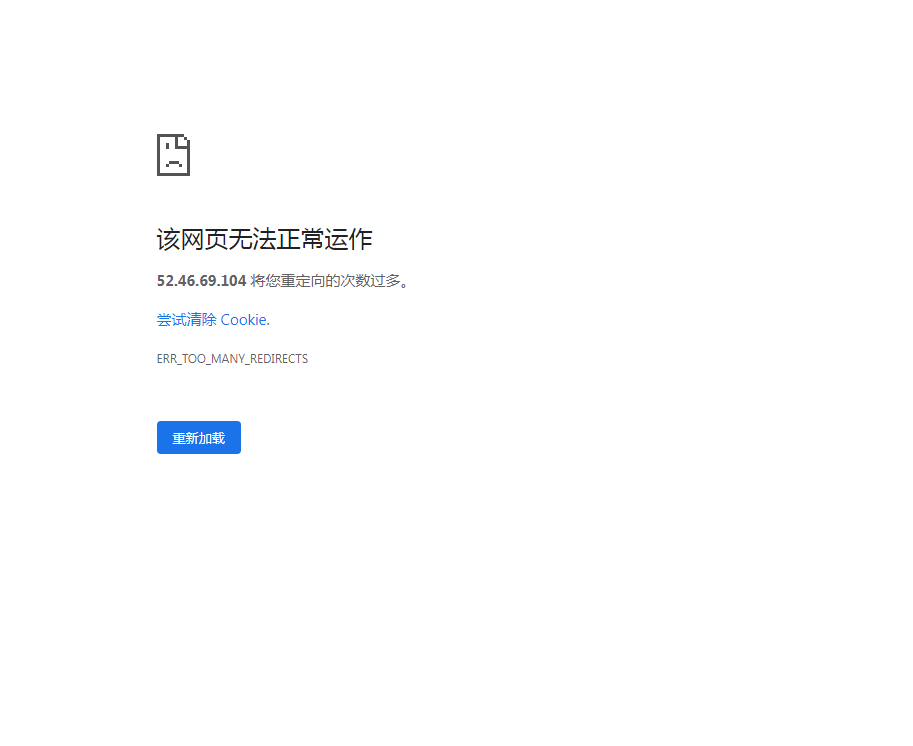 该网页无法正常运作
52.46.69.104 将您重定向的次数过多。
尝试清除 Cookie.
ERR_TOO_MANY_REDIRECTS
重新加载